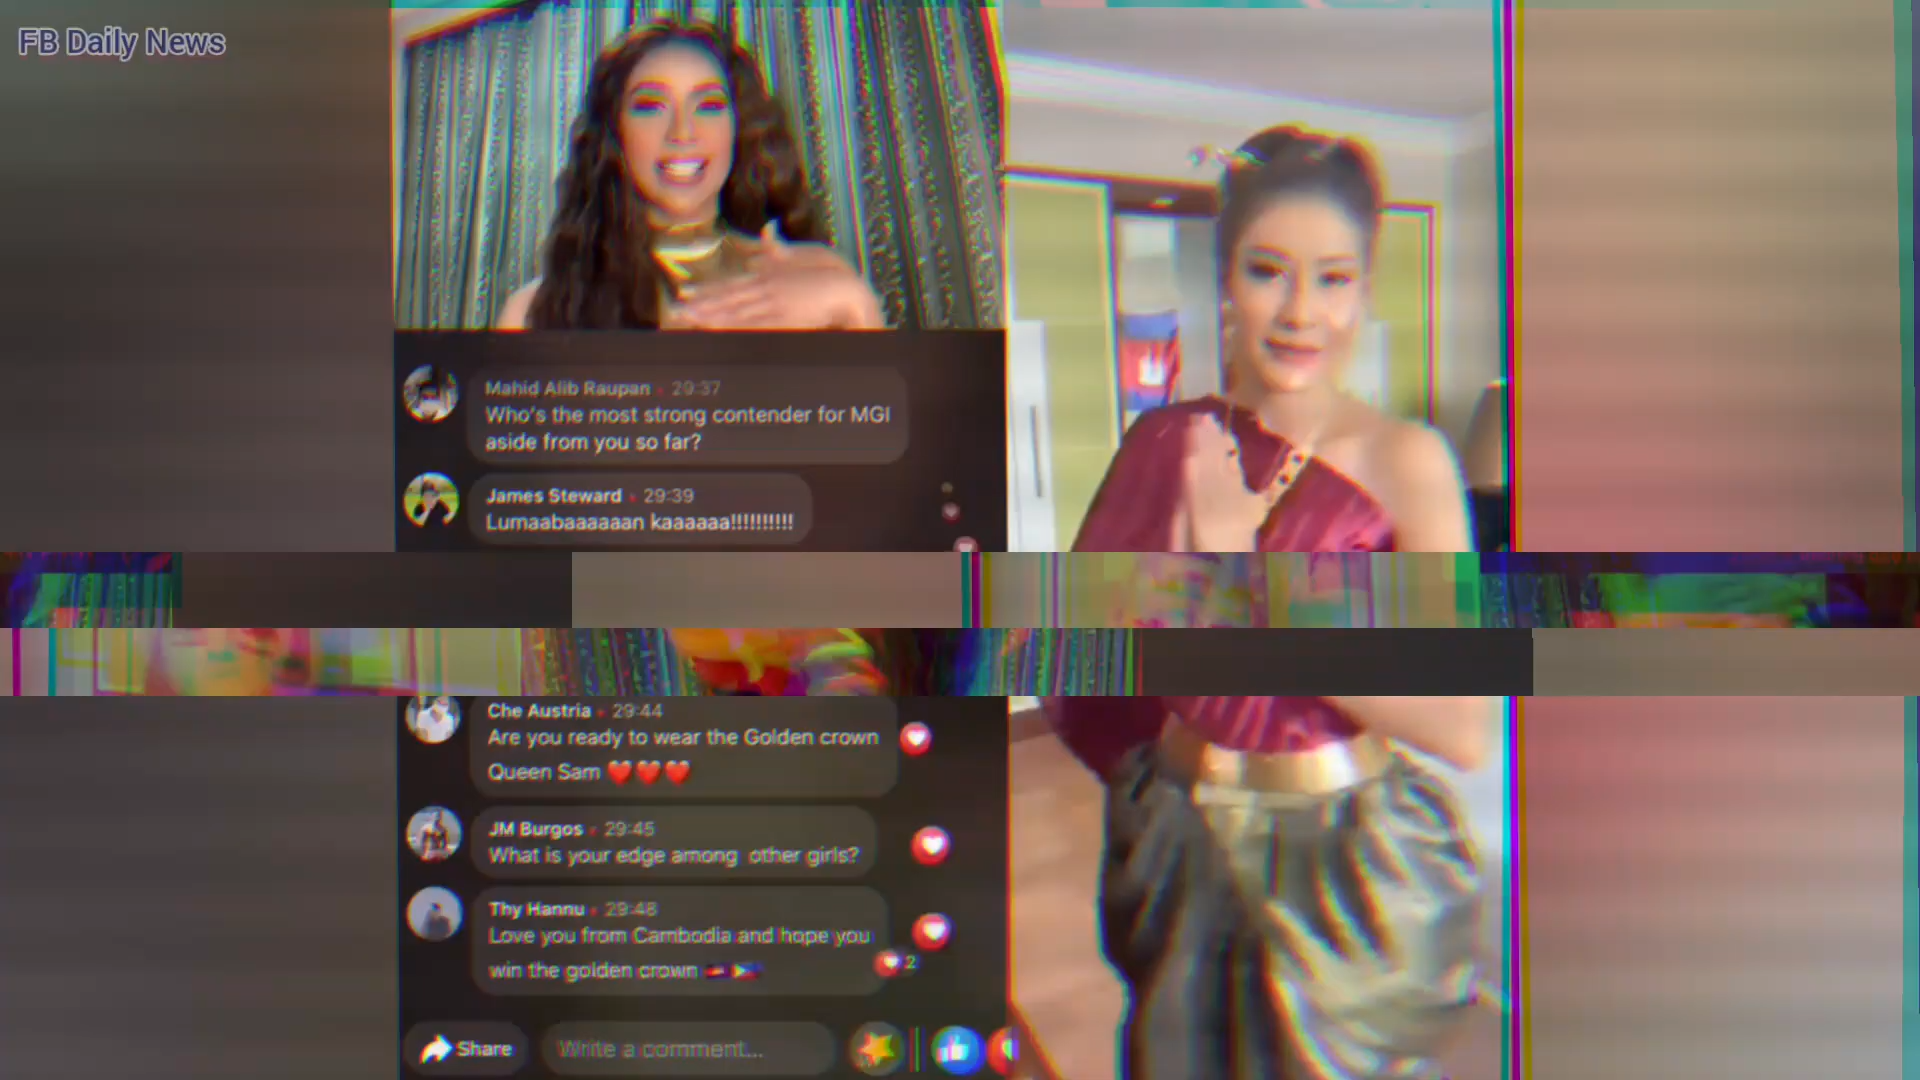 FB Daily News
Mahid Alib Raupan • 29:37
Who's the most strong contender for MGI
aside from you so far?
James Steward • 29:39
Lumaabaaaaaan kaaaaaa!!!!!!!!!!
Che Austria • 29:44
Are you ready to wear the Golden crown
Queen Sam ❤️❤️❤️
JM Burgos • 29:45
What is your edge among other girls?
Thy Hannu • 29:48
Love you from Cambodia and hope you
win the golden crown 🇰🇭 🇵🇭
2
Share
Write a comment...